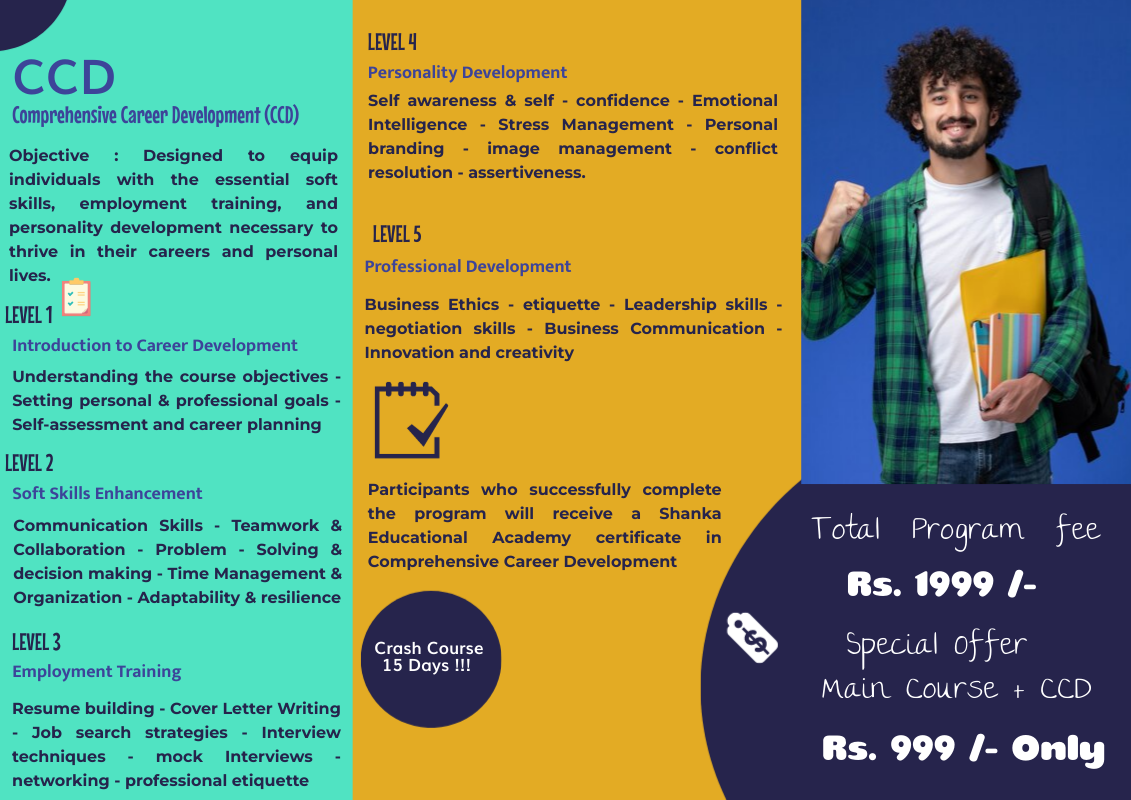 CCD
Comprehensive Career Development (CCD)
Objective : Designed to equip
individuals with the essential soft
skills, employment training, and
personality development necessary to
thrive in their careers and personal
lives.
LEVEL 1
Introduction to Career Development
Understanding the course objectives -
Setting personal & professional goals -
Self-assessment and career planning
LEVEL 2
Soft Skills Enhancement
Communication Skills - Teamwork &
Collaboration - Problem - Solving &
decision making - Time Management &
Organization - Adaptability & resilience
LEVEL 3
Employment Training
Resume building - Cover Letter Writing
- Job search strategies - Interview
techniques - mock Interviews -
networking - professional etiquette
LEVEL 4
Personality Development
Self awareness & self - confidence - Emotional
Intelligence - Stress Management - Personal
branding - image management - conflict
resolution - assertiveness.
LEVEL 5
Professional Development
Business Ethics - etiquette - Leadership skills -
negotiation skills - Business Communication -
Innovation and creativity
Participants who successfully complete
the program will receive a Shanka
Educational Academy certificate in
Comprehensive Career Development
Crash Course
15 Days !!!
Total Program fee
Rs. 1999 /-
$
Special Offer
Main Course + CCD
Rs. 999 /- Only